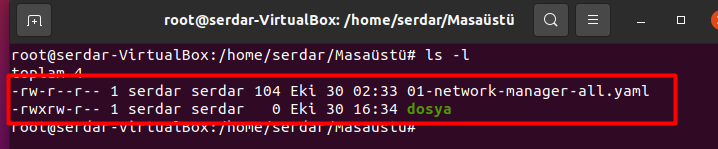 root@serdar-VirtualBox: /home/serdar/Masaüstü
root@serdar-VirtualBox:/home/serdar/Masaüstü# ls -l
toplam 4
-rw-r--r-- 1 serdar serdar 104 Eki 30 02:33 01-network-manager-all.yaml
-rwxrw-r-- 1 serdar serdar   0 Eki 30 16:34 dosya
root@serdar-VirtualBox:/home/serdar/Masaüstü#